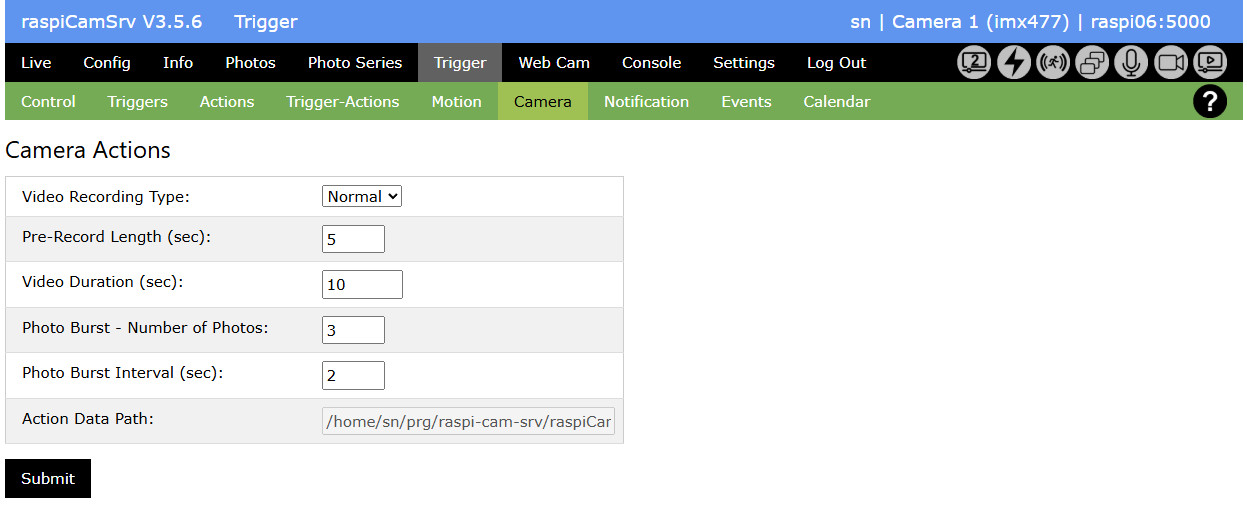 raspiCamSrv V3.5.6 Trigger sn | Camera 1 (imx477) | raspi06:5000
Live Config Info Photos Photo Series Trigger Web Cam Console Settings Log Out 2
Control Triggers Actions Trigger-Actions Motion Camera Notification Events Calendar ?
Camera Actions
Video Recording Type: Normal
Pre-Record Length (sec): 5
Video Duration (sec): 10
Photo Burst - Number of Photos: 3
Photo Burst Interval (sec): 2
Action Data Path: /home/sn/prg/raspi-cam-srv/raspiCar
Submit